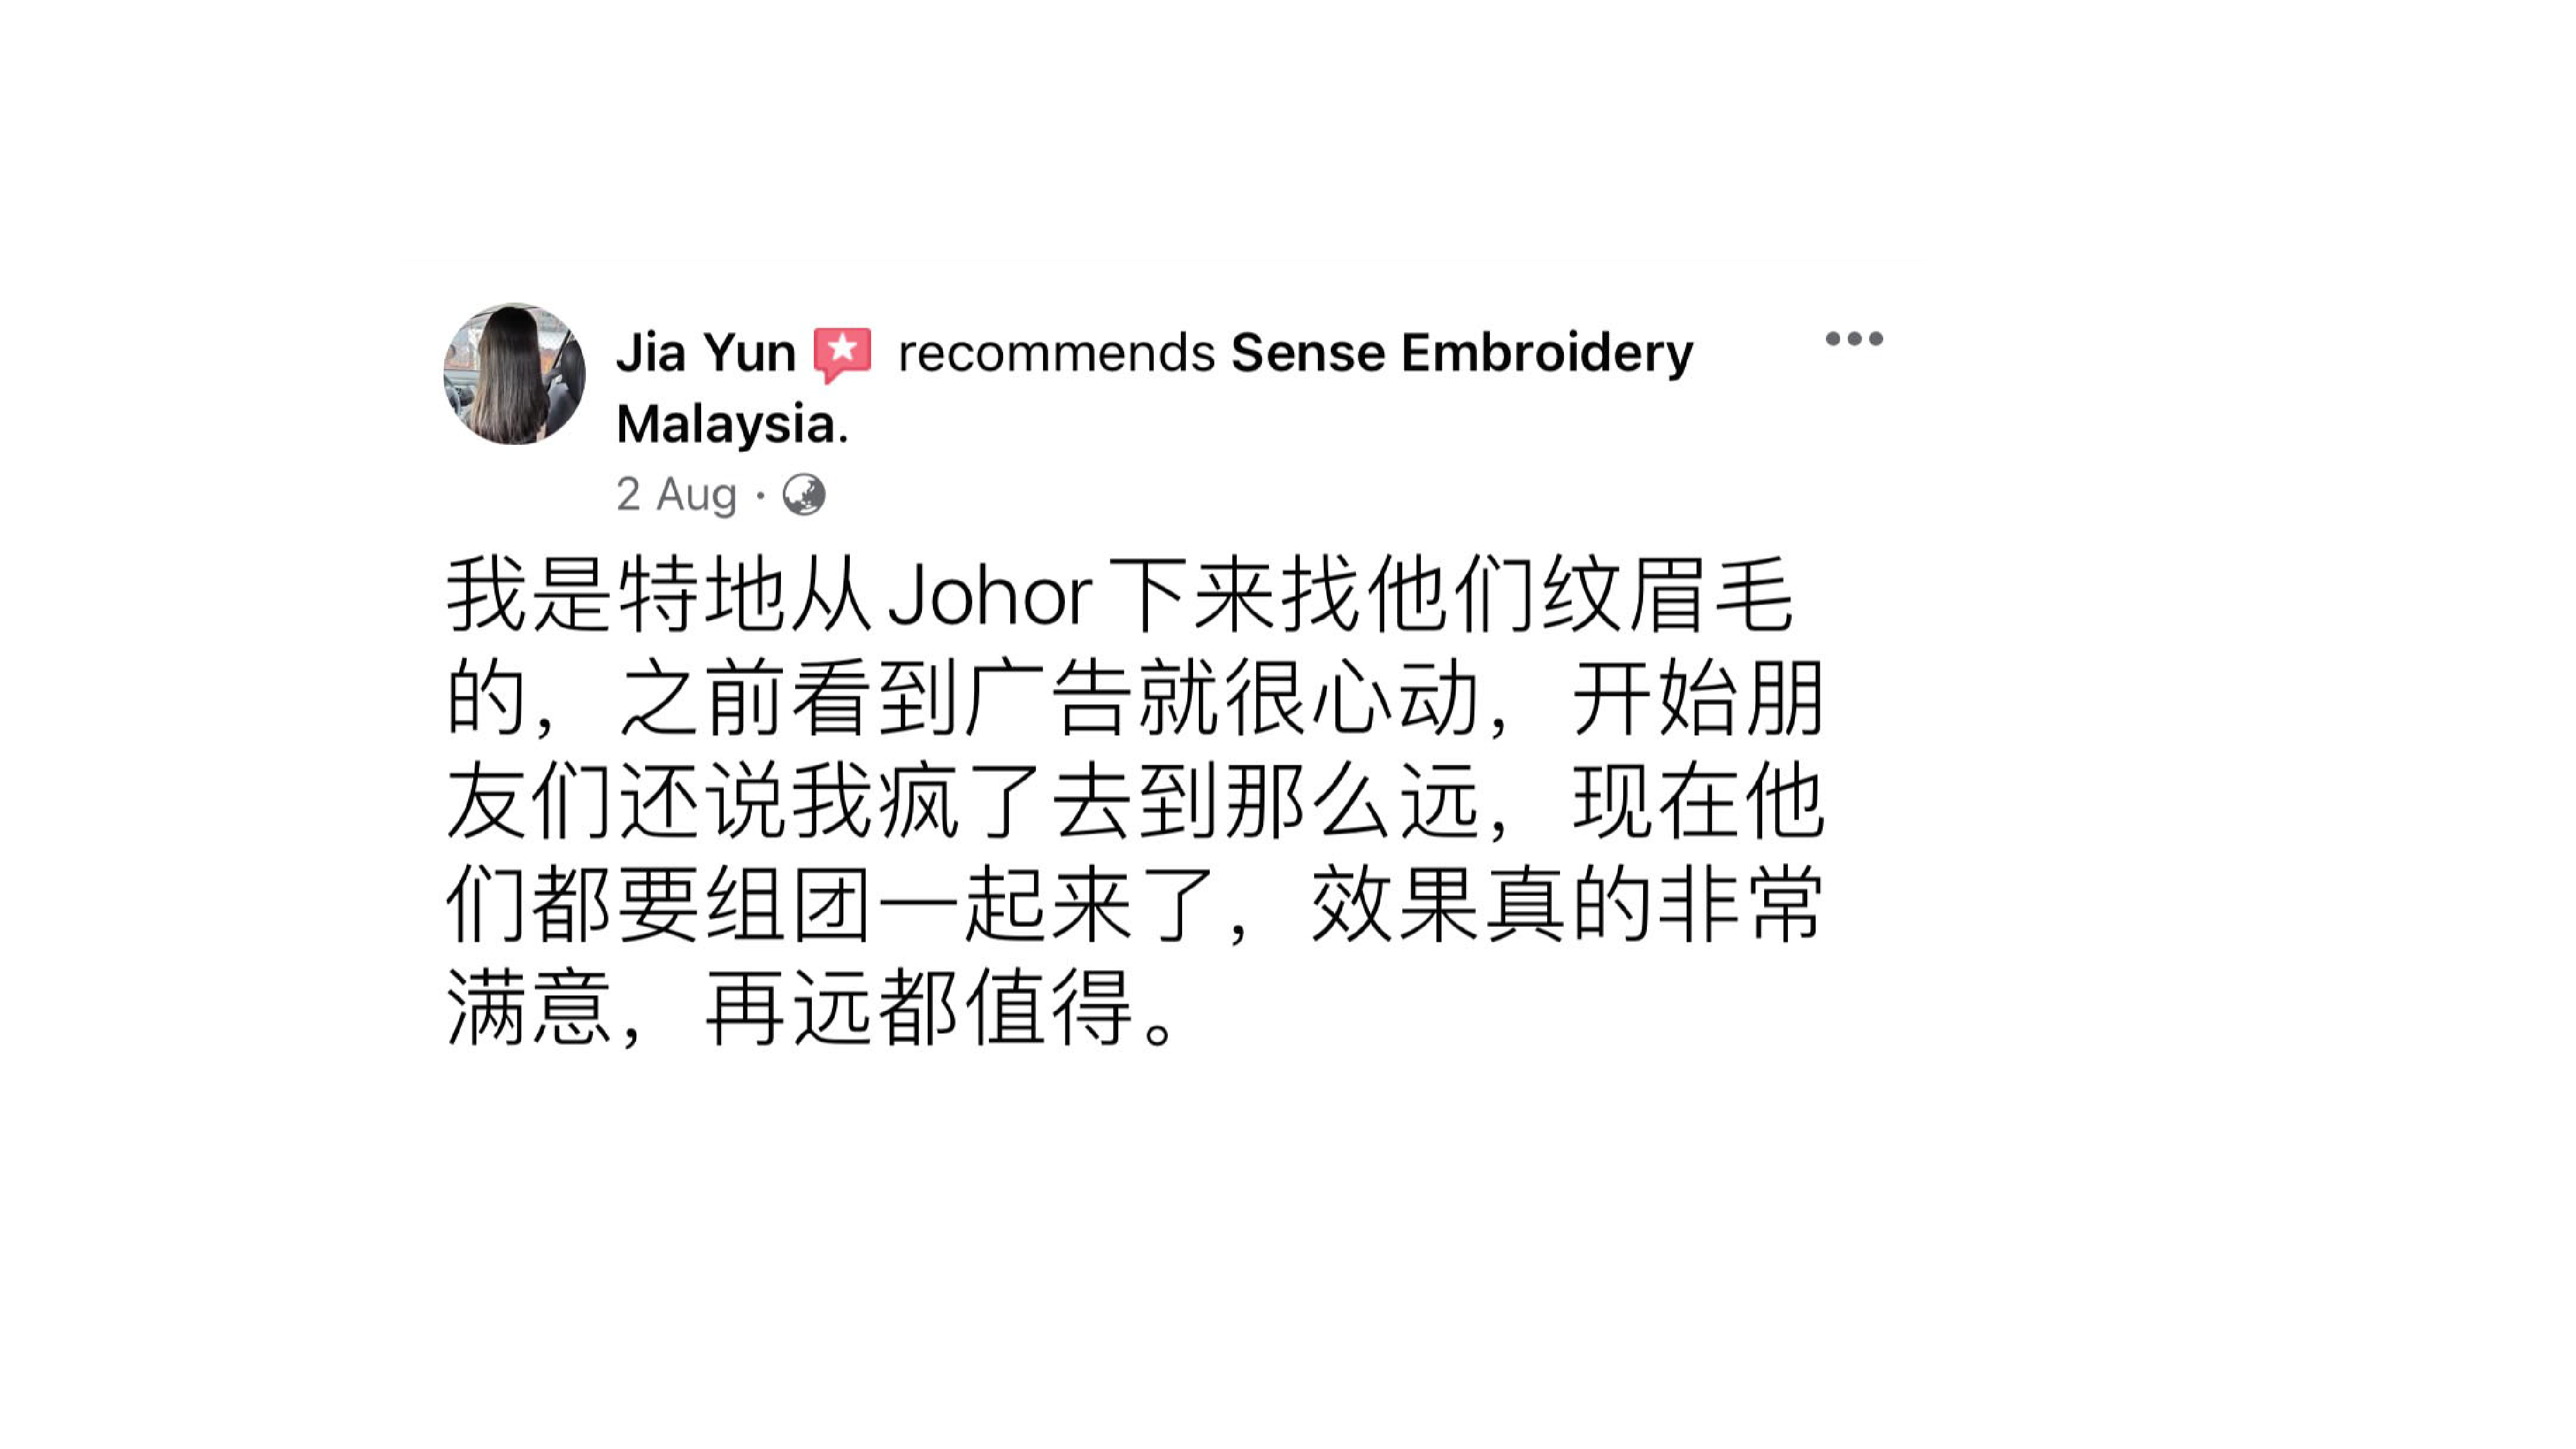 Jia Yun recommends Sense Embroidery
Malaysia.
2 Aug ·
我是特地从Johor下来找他们纹眉毛
的，之前看到广告就很心动，开始朋
友们还说我疯了去到那么远，现在他
们都要组团一起来了，效果真的非常
满意，再远都值得。